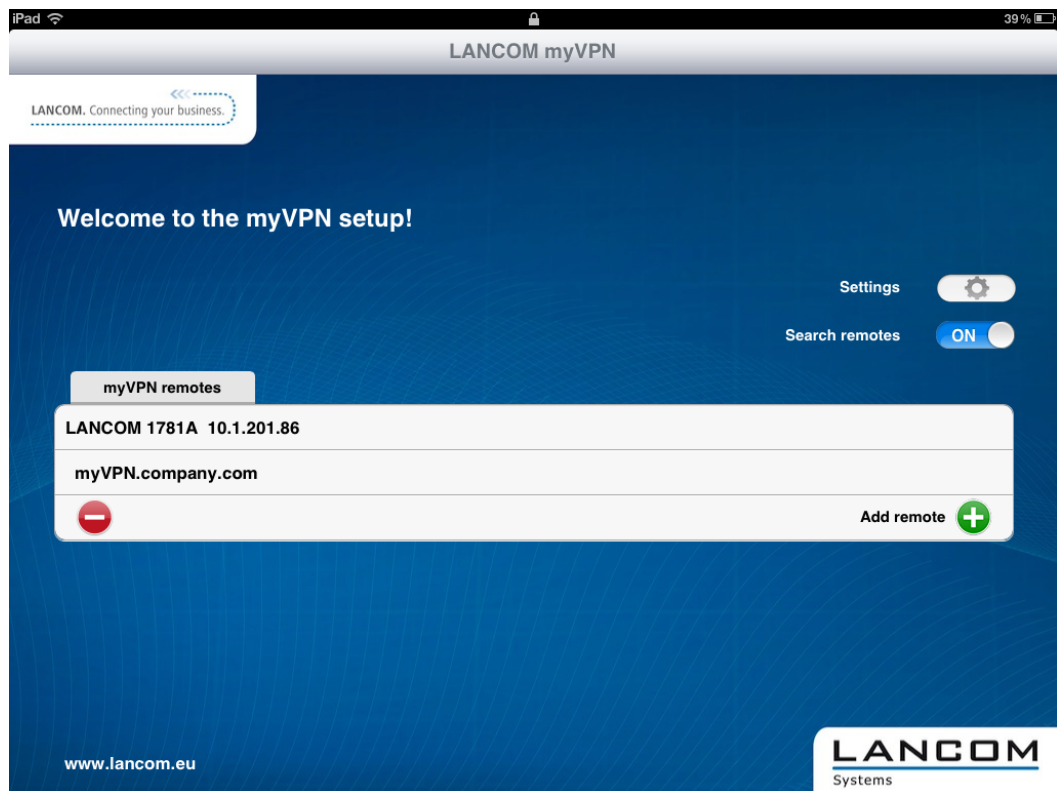 iPad 39%
LANCOM myVPN
LANCOM. Connecting your business.
Welcome to the myVPN setup!
Settings
Search remotes ON
myVPN remotes
LANCOM 1781A 10.1.201.86
myVPN.company.com
Add remote
www.lancom.eu
LANCOM
Systems